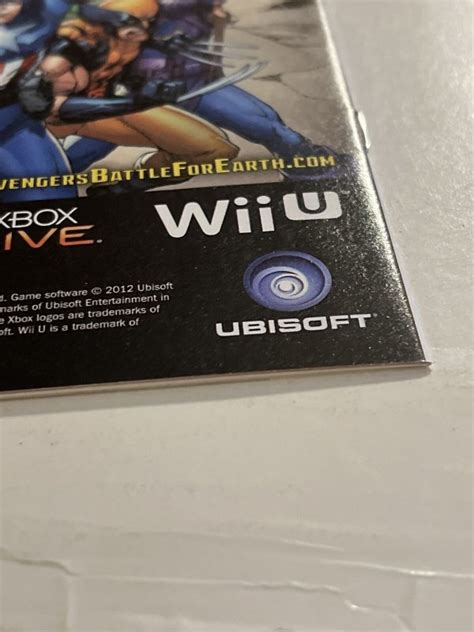 VENGERSBATTLEFOREARTH.COM
XBOX
IVE.
Wii U
d. Game software © 2012 Ubisoft
marks of Ubisoft Entertainment in
e Xbox logos are trademarks of
oft. Wii U is a trademark of
UBISOFT